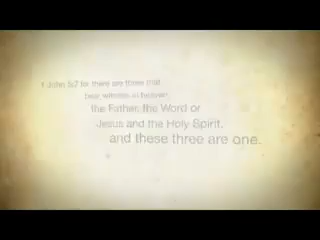 1 John 5:7 for there are three that
bear witness in heaven,
the Father, the Word or
Jesus and the Holy Spirit,
and these three are one.